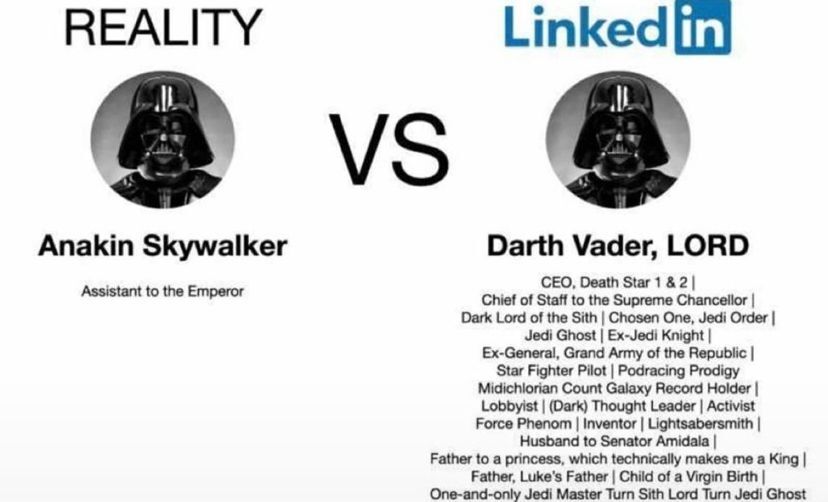 REALITY
LinkedIn
VS
Anakin Skywalker
Assistant to the Emperor
Darth Vader, LORD
CEO, Death Star 1 & 2 |
Chief of Staff to the Supreme Chancellor |
Dark Lord of the Sith | Chosen One, Jedi Order |
Jedi Ghost | Ex-Jedi Knight |
Ex-General, Grand Army of the Republic |
Star Fighter Pilot | Podracing Prodigy
Midichlorian Count Galaxy Record Holder |
Lobbyist | (Dark) Thought Leader | Activist
Force Phenom | Inventor | Lightsabersmith |
Husband to Senator Amidala |
Father to a princess, which technically makes me a King |
Father, Luke's Father | Child of a Virgin Birth |
One-and-only Jedi Master Turn Sith Lord Turn Jedi Ghost